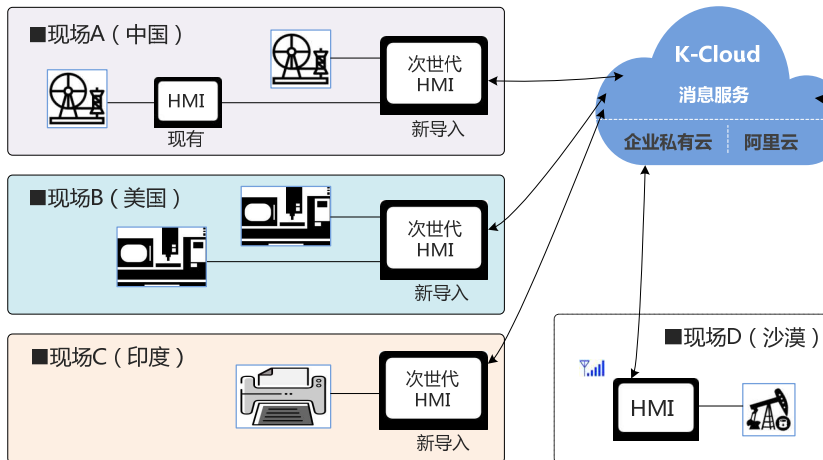 ■现场A（中国）
次世代
HMI
HMI
新导入
现有
K-Cloud
消息服务
企业私有云
阿里云
■现场B（美国）
次世代
HMI
新导入
■现场C（印度）
次世代
HMI
新导入
■现场D（沙漠）
HMI